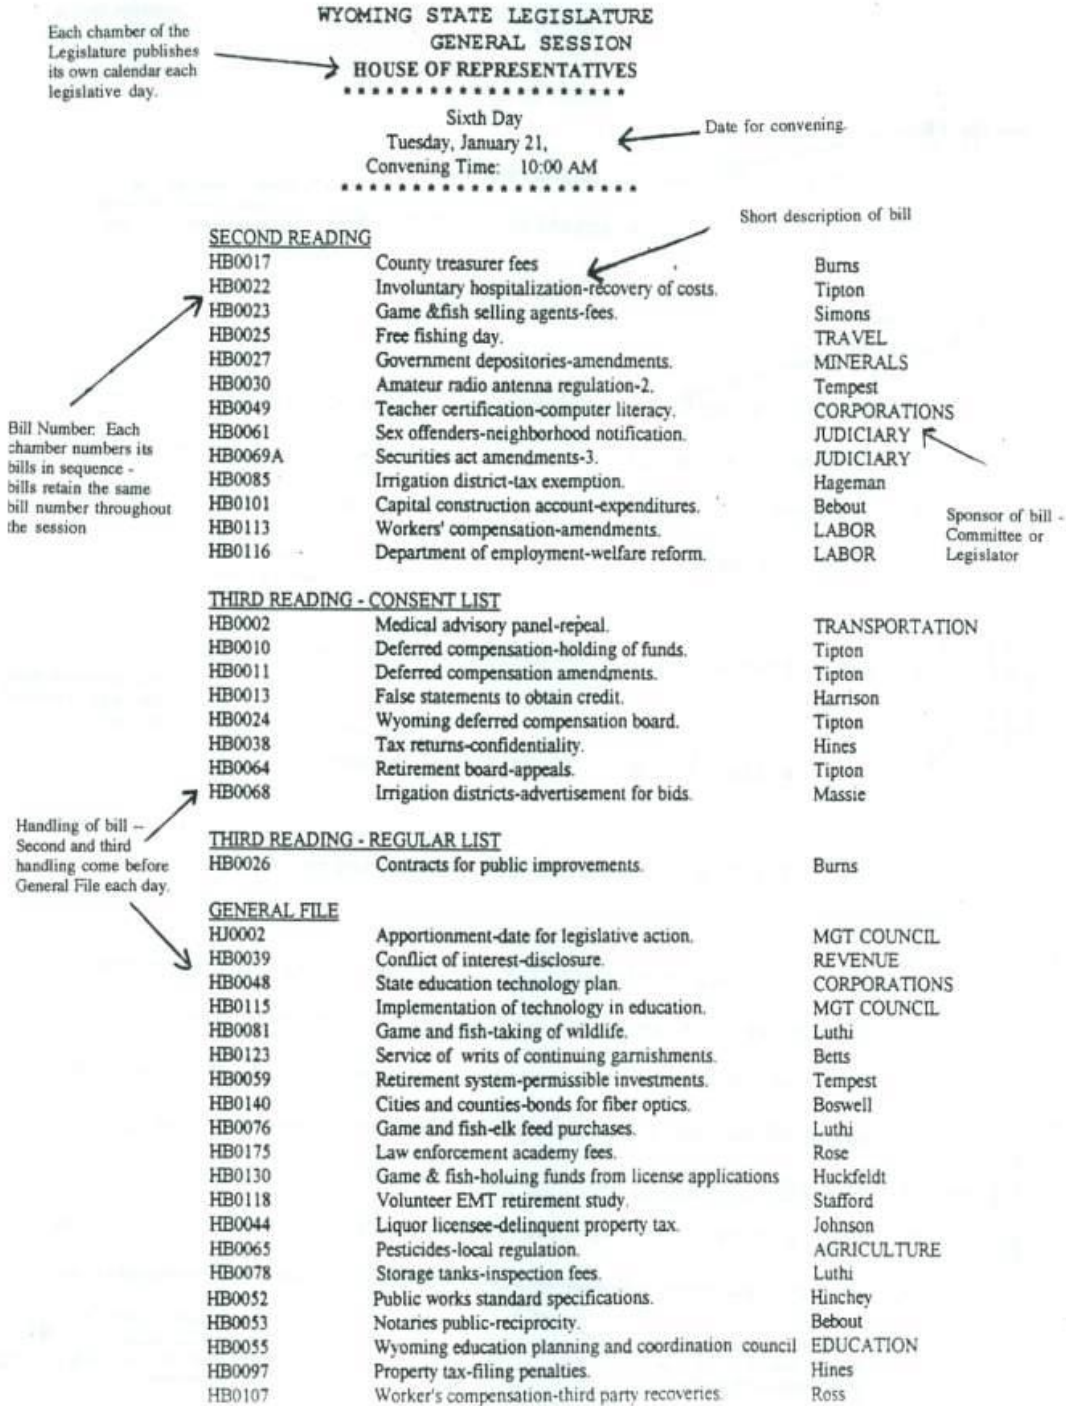 WYOMING STATE LEGISLATURE
GENERAL SESSION
HOUSE OF REPRESENTATIVES
* * * * * * * * * * * * * * * * * * * *
Each chamber of the
Legislature publishes
its own calendar each
legislative day.
Sixth Day
Tuesday, January 21,
Convening Time: 10:00 AM
* * * * * * * * * * * * * * * * * * * * *
Date for convening.
Short description of bill
SECOND READING
HB0017 County treasurer fees Burns
HB0022 Involuntary hospitalization-recovery of costs. Tipton
HB0023 Game &fish selling agents-fees. Simons
HB0025 Free fishing day. TRAVEL
HB0027 Government depositories-amendments. MINERALS
HB0030 Amateur radio antenna regulation-2. Tempest
HB0049 Teacher certification-computer literacy. CORPORATIONS
HB0061 Sex offenders-neighborhood notification. JUDICIARY
HB0069A Securities act amendments-3. JUDICIARY
HB0085 Irrigation district-tax exemption. Hageman
HB0101 Capital construction account-expenditures. Bebout
HB0113 Workers' compensation-amendments. LABOR
HB0116 Department of employment-welfare reform. LABOR
Bill Number: Each
chamber numbers its
bills in sequence -
bills retain the same
bill number throughout
the session
Sponsor of bill -
Committee or
Legislator
THIRD READING - CONSENT LIST
HB0002 Medical advisory panel-repeal. TRANSPORTATION
HB0010 Deferred compensation-holding of funds. Tipton
HB0011 Deferred compensation amendments. Tipton
HB0013 False statements to obtain credit. Harrison
HB0024 Wyoming deferred compensation board. Tipton
HB0038 Tax returns-confidentiality. Hines
HB0064 Retirement board-appeals. Tipton
HB0068 Irrigation districts-advertisement for bids. Massie
Handling of bill --
Second and third
handling come before
General File each day.
THIRD READING - REGULAR LIST
HB0026 Contracts for public improvements. Burns
GENERAL FILE
HJ0002 Apportionment-date for legislative action. MGT COUNCIL
HB0039 Conflict of interest-disclosure. REVENUE
HB0048 State education technology plan. CORPORATIONS
HB0115 Implementation of technology in education. MGT COUNCIL
HB0081 Game and fish-taking of wildlife. Luthi
HB0123 Service of writs of continuing garnishments. Betts
HB0059 Retirement system-permissible investments. Tempest
HB0140 Cities and counties-bonds for fiber optics. Boswell
HB0076 Game and fish-elk feed purchases. Luthi
HB0175 Law enforcement academy fees. Rose
HB0130 Game & fish-holuing funds from license applications Huckfeldt
HB0118 Volunteer EMT retirement study. Stafford
HB0044 Liquor licensee-delinquent property tax. Johnson
HB0065 Pesticides-local regulation. AGRICULTURE
HB0078 Storage tanks-inspection fees. Luthi
HB0052 Public works standard specifications. Hinchey
HB0053 Notaries public-reciprocity. Bebout
HB0055 Wyoming education planning and coordination council EDUCATION
HB0097 Property tax-filing penalties. Hines
HB0107 Worker's compensation-third party recoveries. Ross